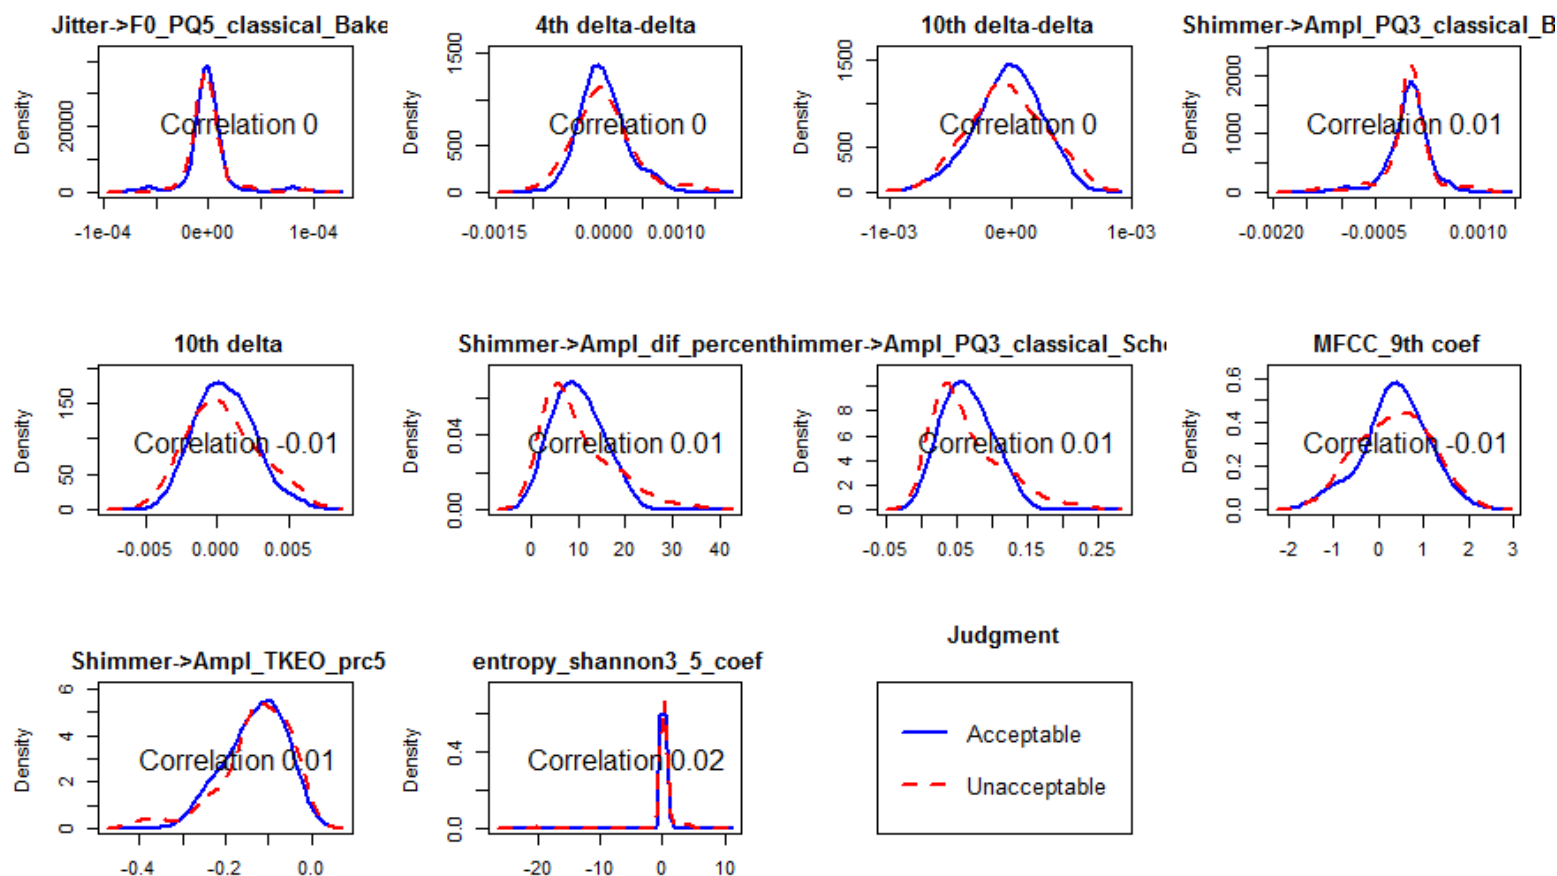 Jitter->F0_PQ5_classical_Bake
4th delta-delta
10th delta-delta
Shimmer->Ampl_PQ3_classical_B
Density
0 20000
Correlation 0
-1e-04 0e+00 1e-04
0 500 1500
Correlation 0
-0.0015 0.0000 0.0010
Density
0 500 1500
Correlation 0
-1e-03 0e+00 1e-03
Density
0 1000 2000
Correlation 0.01
-0.0020 -0.0005 0.0010
10th delta
Shimmer->Ampl_dif_percent
himmer->Ampl_PQ3_classical_Sch
MFCC_9th coef
Density
0 50 150
Correlation -0.01
-0.005 0.000 0.005
Density
0.00 0.04
Correlation 0.01
0 10 20 30 40
Density
0 2 4 6 8
Correlation 0.01
-0.05 0.05 0.15 0.25
Density
0.0 0.2 0.4 0.6
Correlation -0.01
-2 -1 0 1 2 3
Shimmer->Ampl_TKEO_prc5
entropy_shannon3_5_coef
Judgment
Density
0 2 4 6
Correlation 0.01
-0.4 -0.2 0.0
Density
0.0 0.4
Correlation 0.02
-20 -10 0 10
Acceptable
Unacceptable